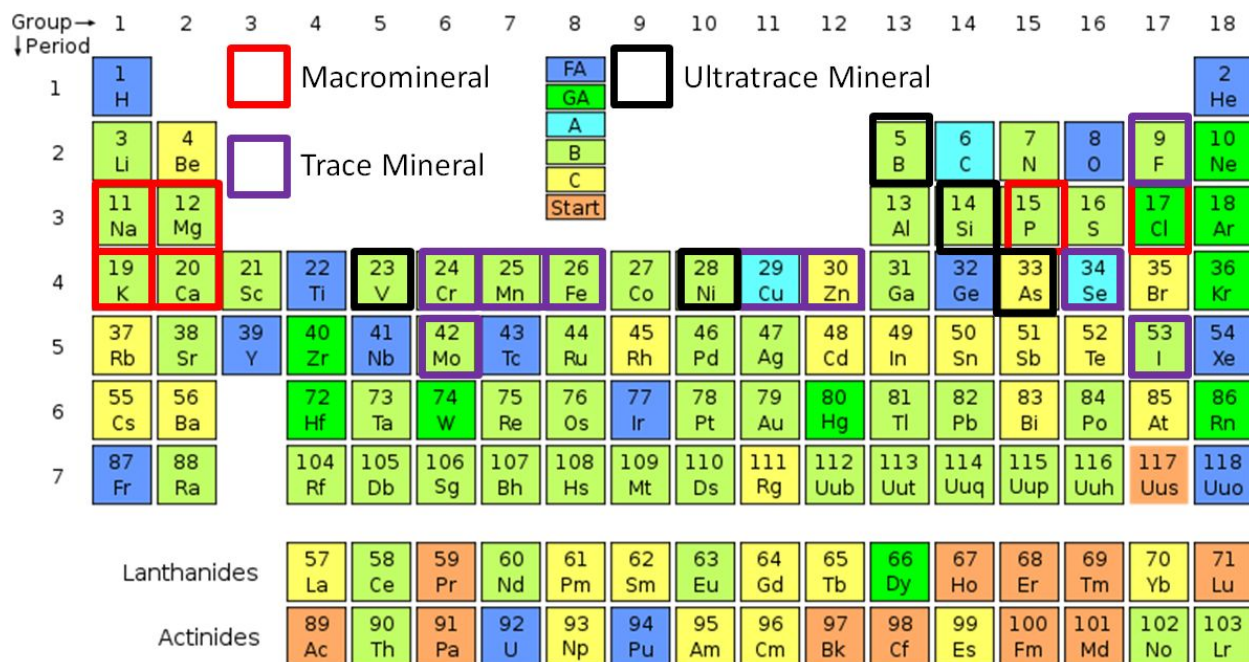 Group→ 1 2 3 4 5 6 7 8 9 10 11 12 13 14 15 16 17 18
↓Period
Macromineral
Ultratrace Mineral
Trace Mineral
FA
GA
A
B
C
Start
1
1 2
H He
2
3 4 5 6 7 8 9 10
Li Be B C N O F Ne
3
11 12 13 14 15 16 17 18
Na Mg Al Si P S Cl Ar
4
19 20 21 22 23 24 25 26 27 28 29 30 31 32 33 34 35 36
K Ca Sc Ti V Cr Mn Fe Co Ni Cu Zn Ga Ge As Se Br Kr
5
37 38 39 40 41 42 43 44 45 46 47 48 49 50 51 52 53 54
Rb Sr Y Zr Nb Mo Tc Ru Rh Pd Ag Cd In Sn Sb Te I Xe
6
55 56 72 73 74 75 76 77 78 79 80 81 82 83 84 85 86
Cs Ba Hf Ta W Re Os Ir Pt Au Hg Tl Pb Bi Po At Rn
7
87 88 104 105 106 107 108 109 110 111 112 113 114 115 116 117 118
Fr Ra Rf Db Sg Bh Hs Mt Ds Rg Uub Uut Uuq Uup Uuh Uus Uuo
Lanthanides
57 58 59 60 61 62 63 64 65 66 67 68 69 70 71
La Ce Pr Nd Pm Sm Eu Gd Tb Dy Ho Er Tm Yb Lu
Actinides
89 90 91 92 93 94 95 96 97 98 99 100 101 102 103
Ac Th Pa U Np Pu Am Cm Bk Cf Es Fm Md No Lr